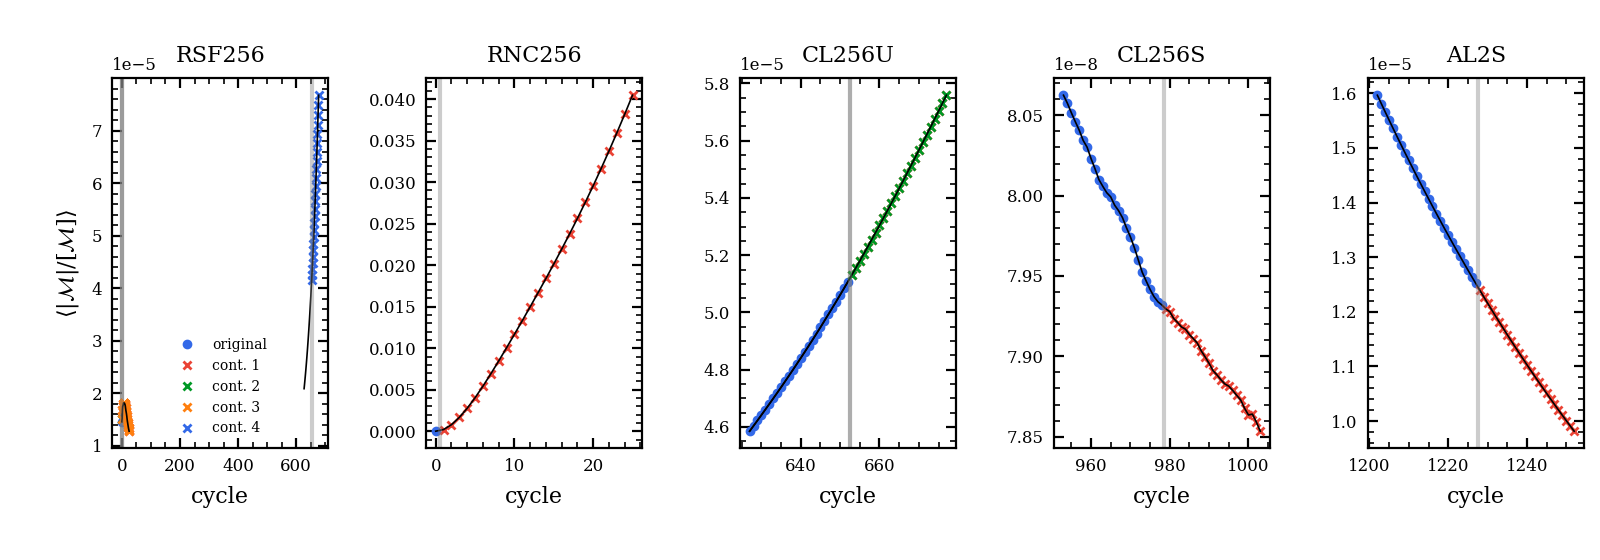 RSF256
1e−5
⟨|ℳ|/[ℳ]⟩
7
6
5
4
3
2
1
original
cont. 1
cont. 2
cont. 3
cont. 4
0 200 400 600
cycle
RNC256
0.040
0.035
0.030
0.025
0.020
0.015
0.010
0.005
0.000
0 10 20
cycle
CL256U
1e−5
5.8
5.6
5.4
5.2
5.0
4.8
4.6
640 660
cycle
CL256S
1e−8
8.05
8.00
7.95
7.90
7.85
960 980 1000
cycle
AL2S
1e−5
1.6
1.5
1.4
1.3
1.2
1.1
1.0
1200 1220 1240
cycle